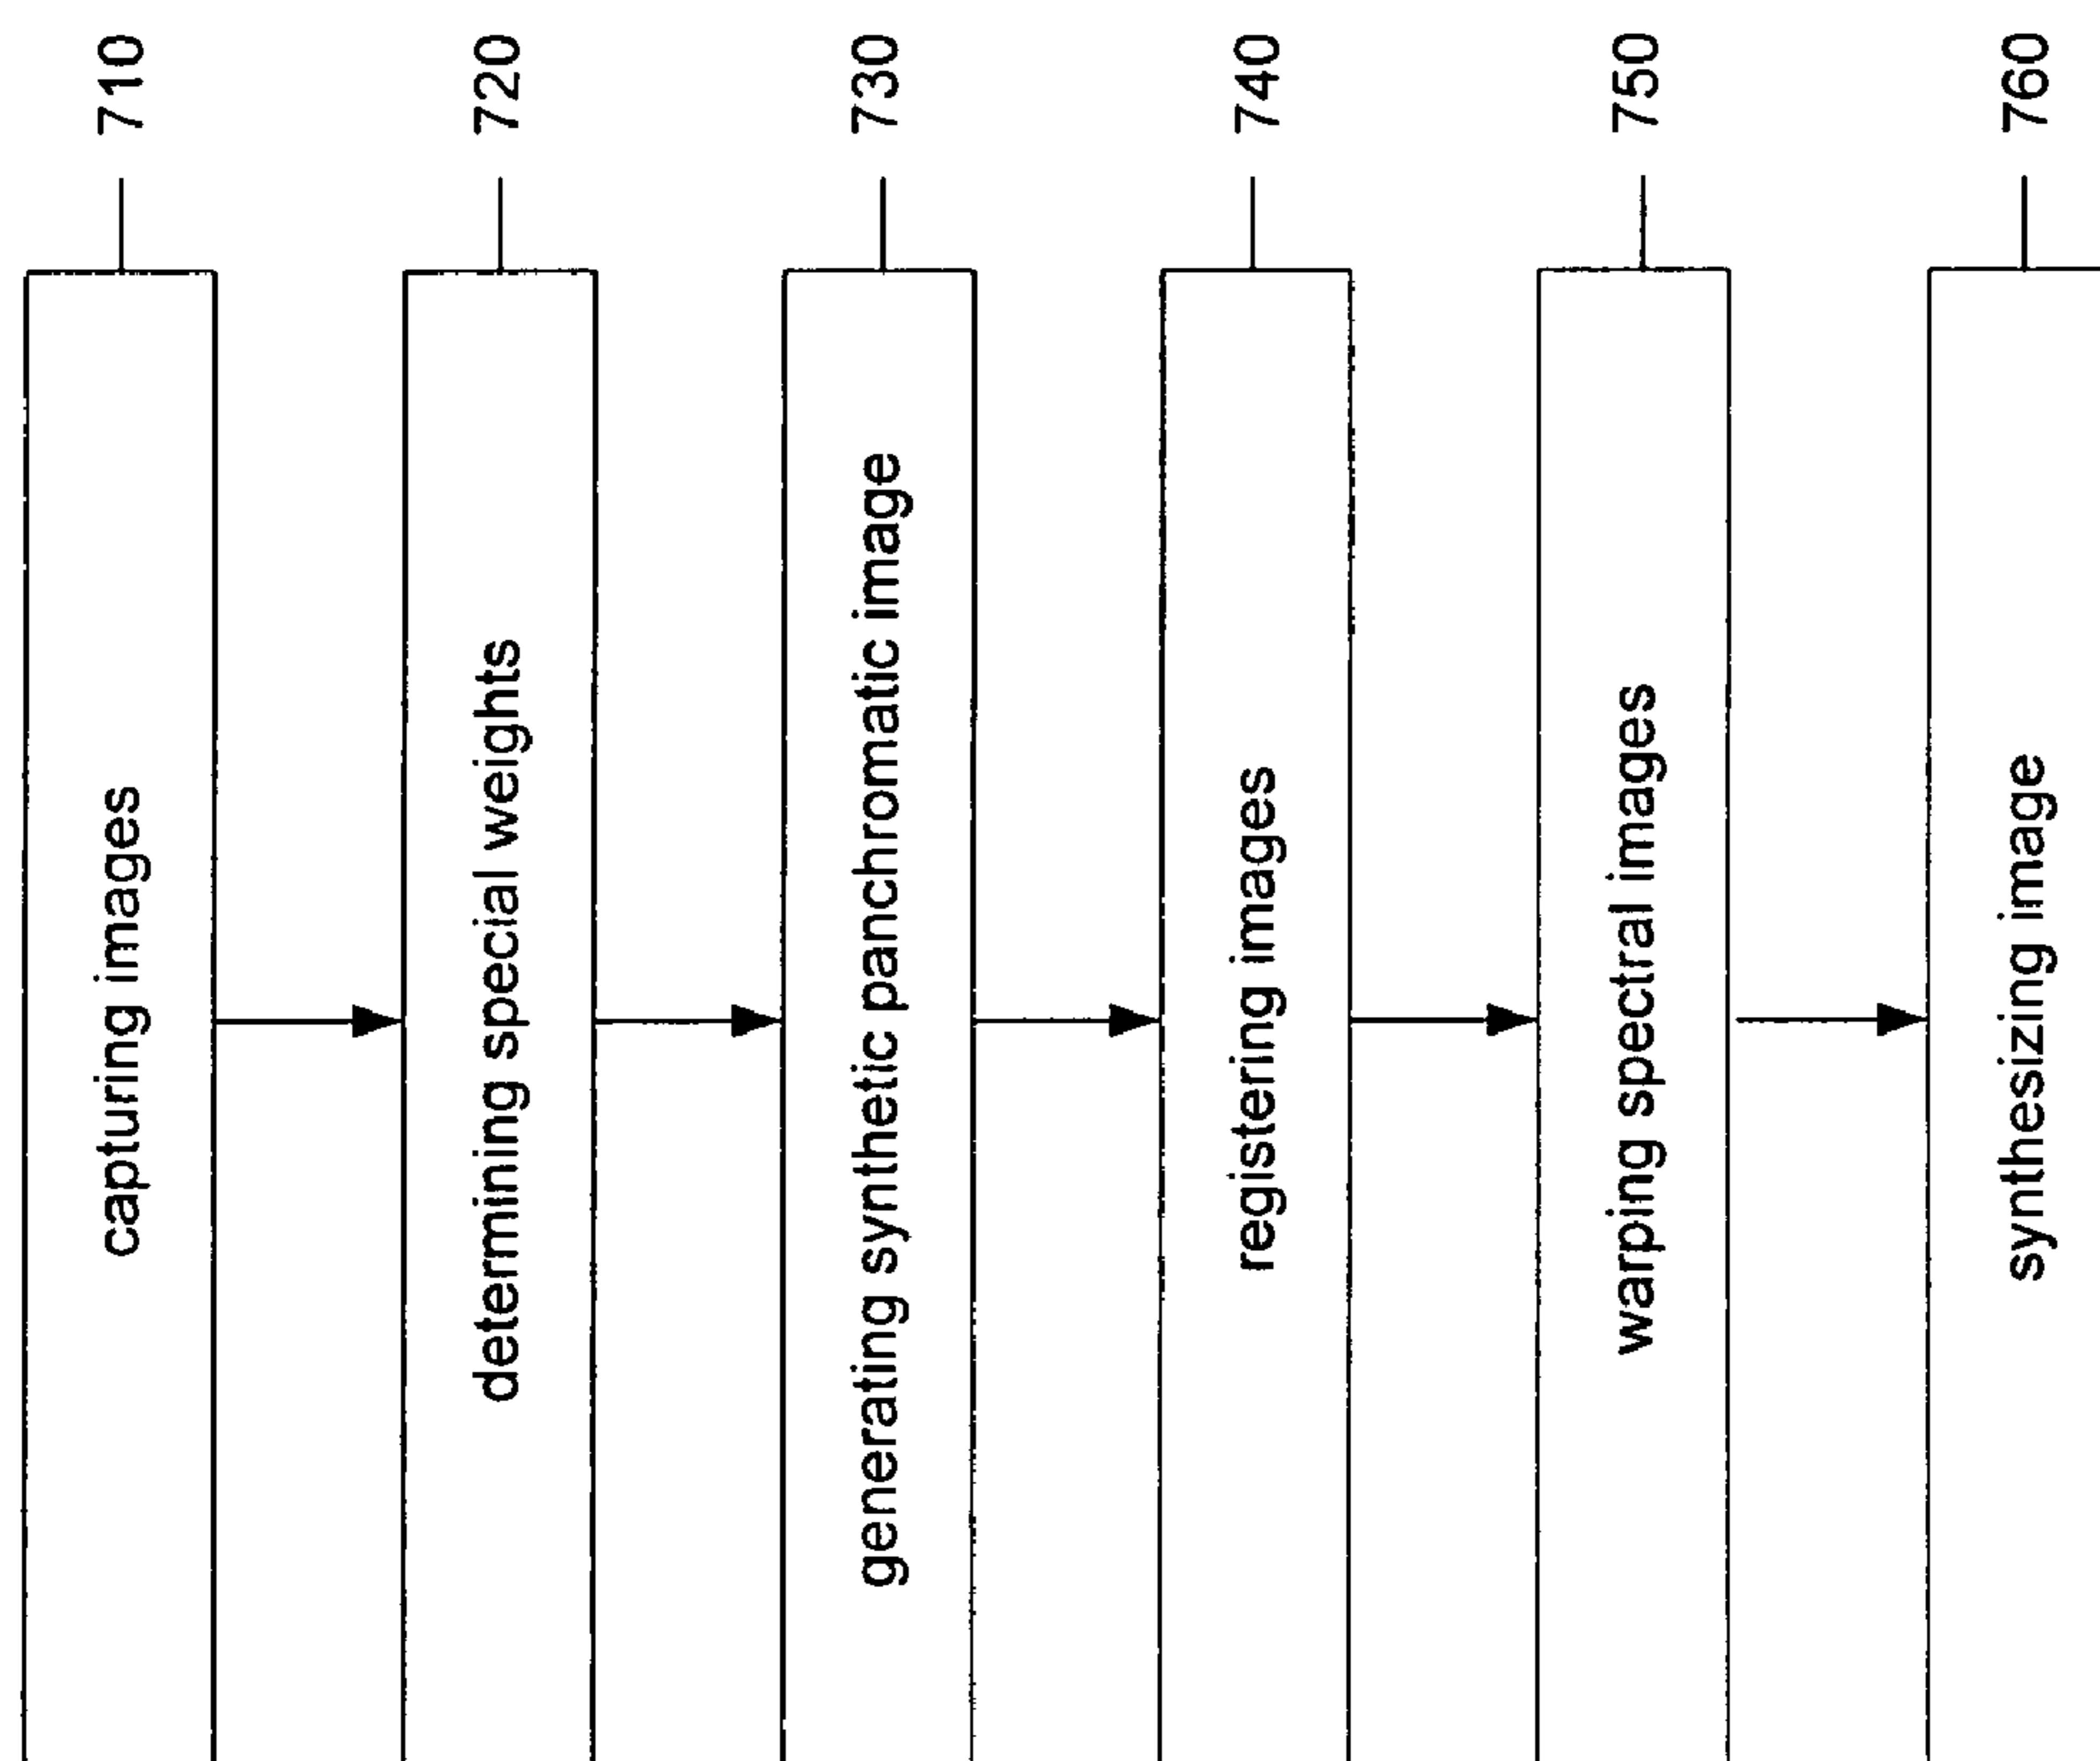 capturing images 710
determining special weights 720
generating synthetic panchromatic image 730
registering images 740
warping spectral images 750
synthesizing image 760